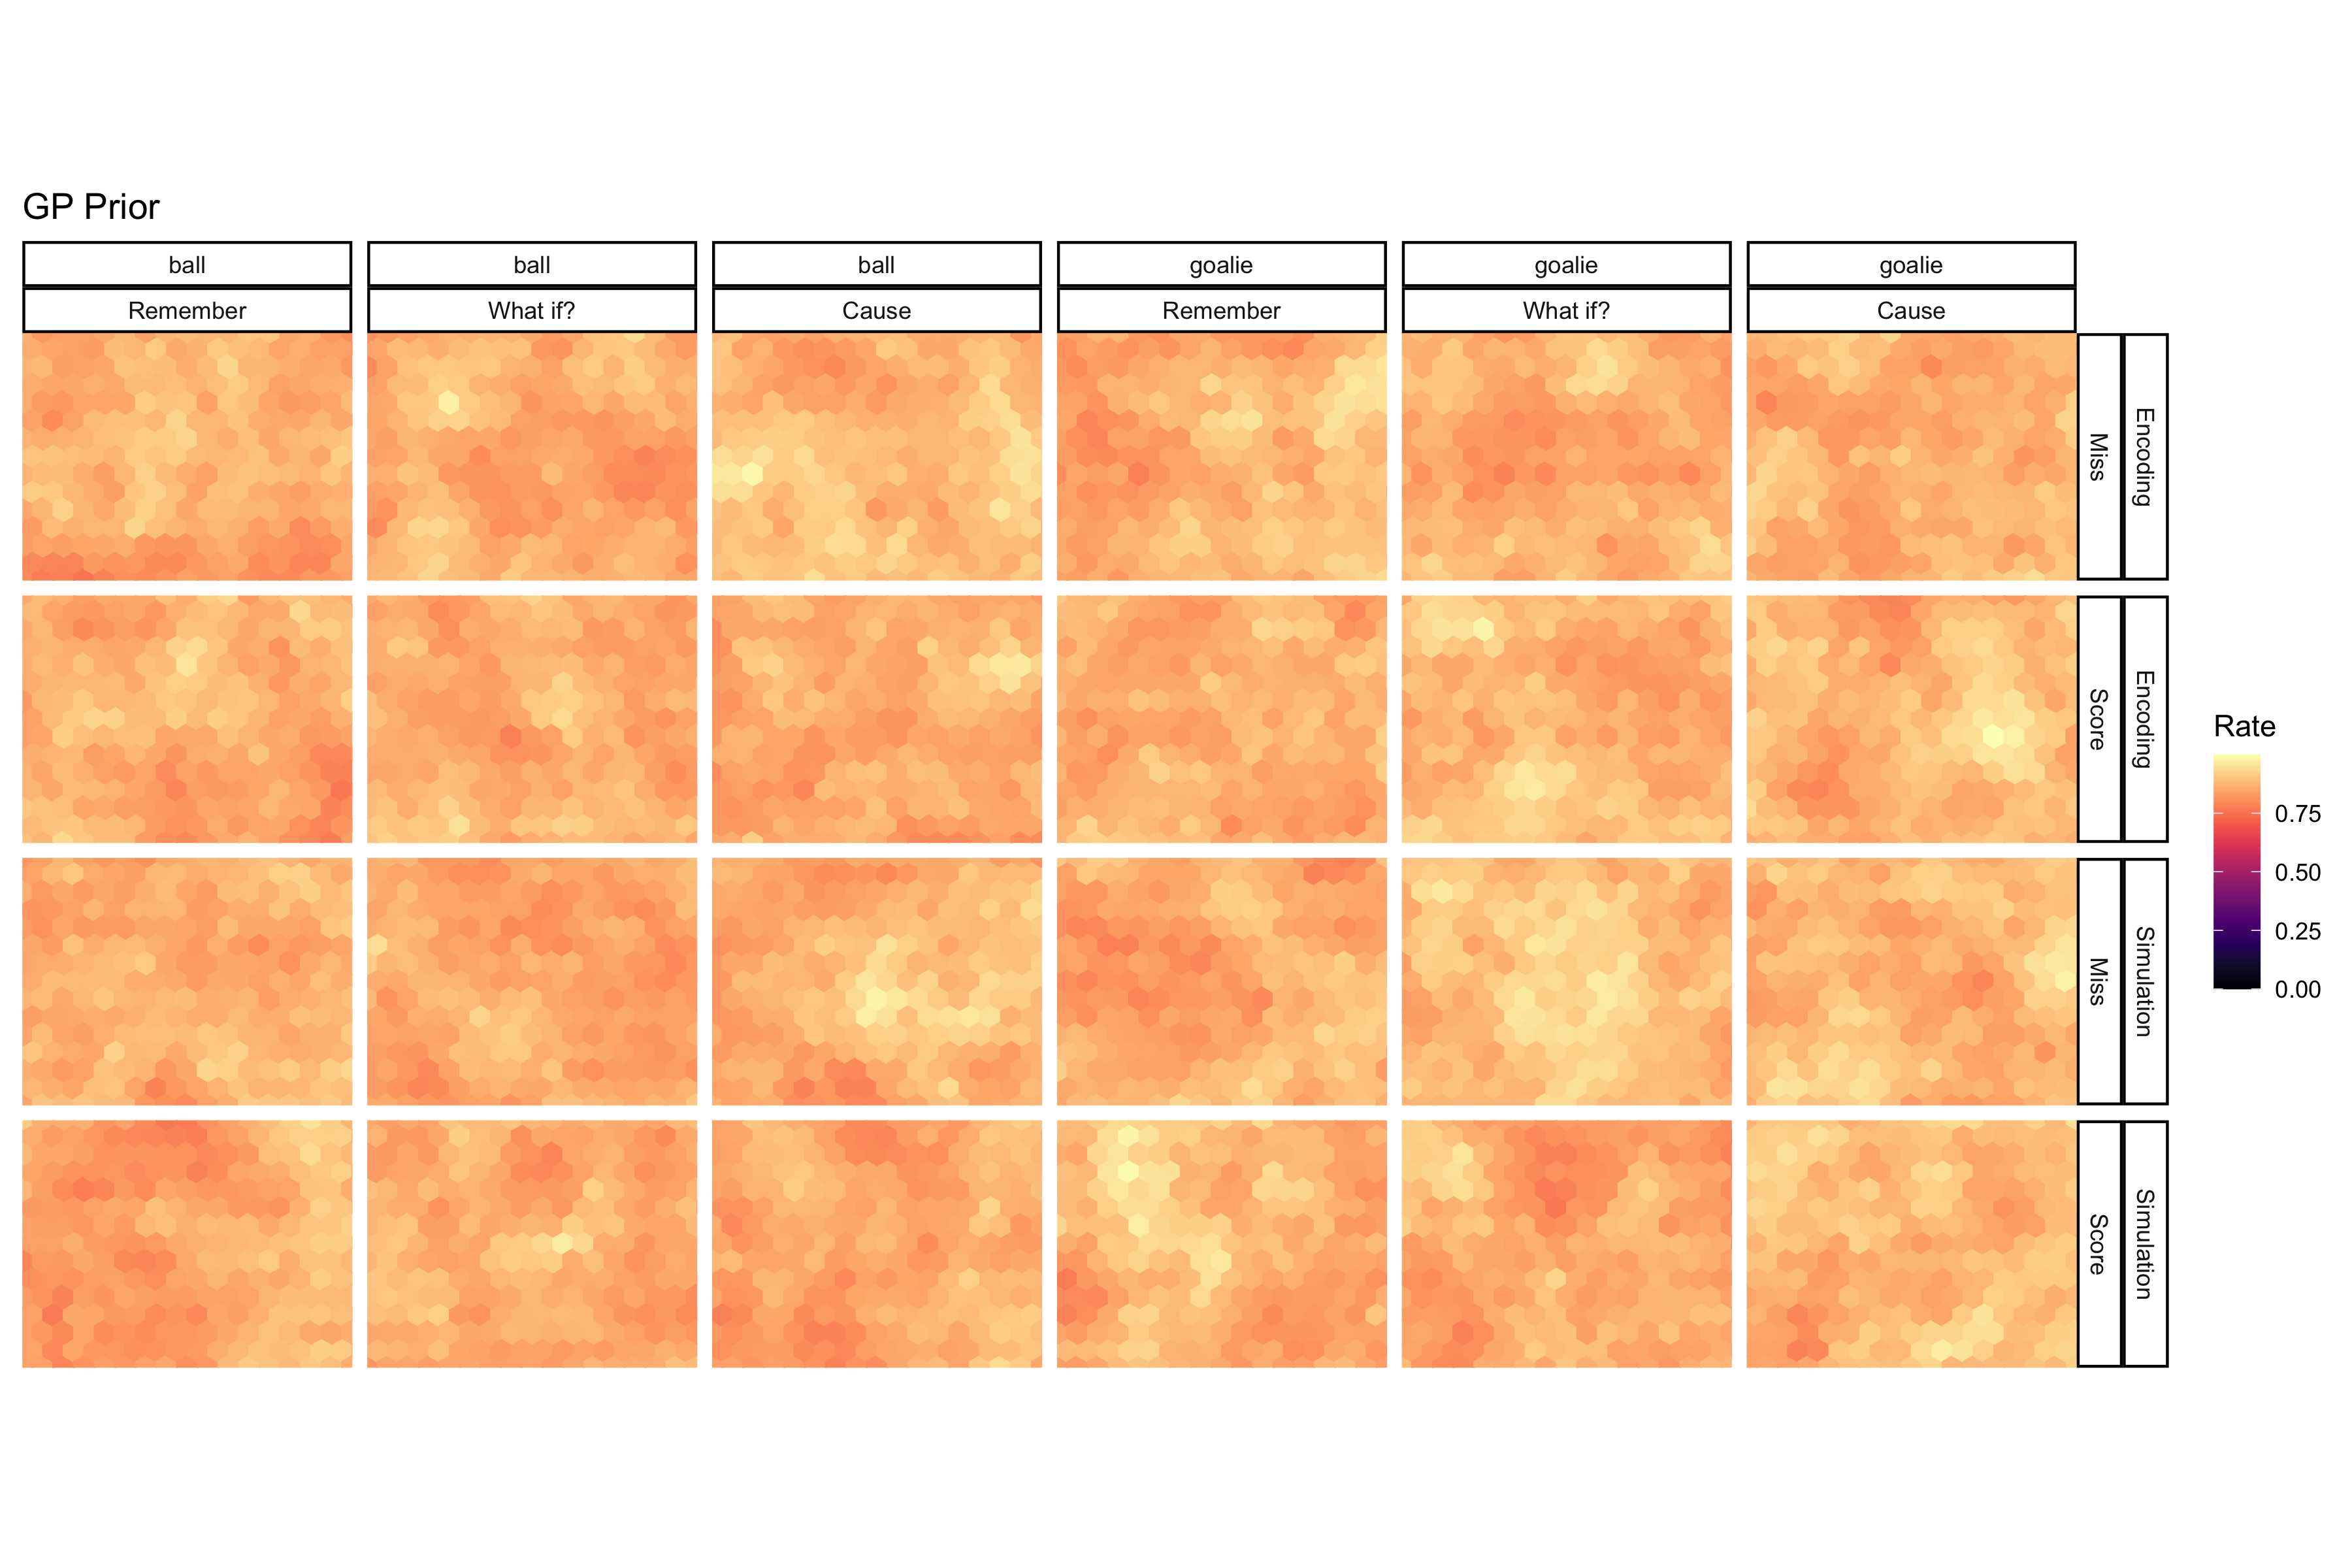 GP Prior
ball
ball
ball
goalie
goalie
goalie
Remember
What if?
Cause
Remember
What if?
Cause
Miss
Encoding
Score
Encoding
Miss
Simulation
Score
Simulation
Rate
0.75
0.50
0.25
0.00